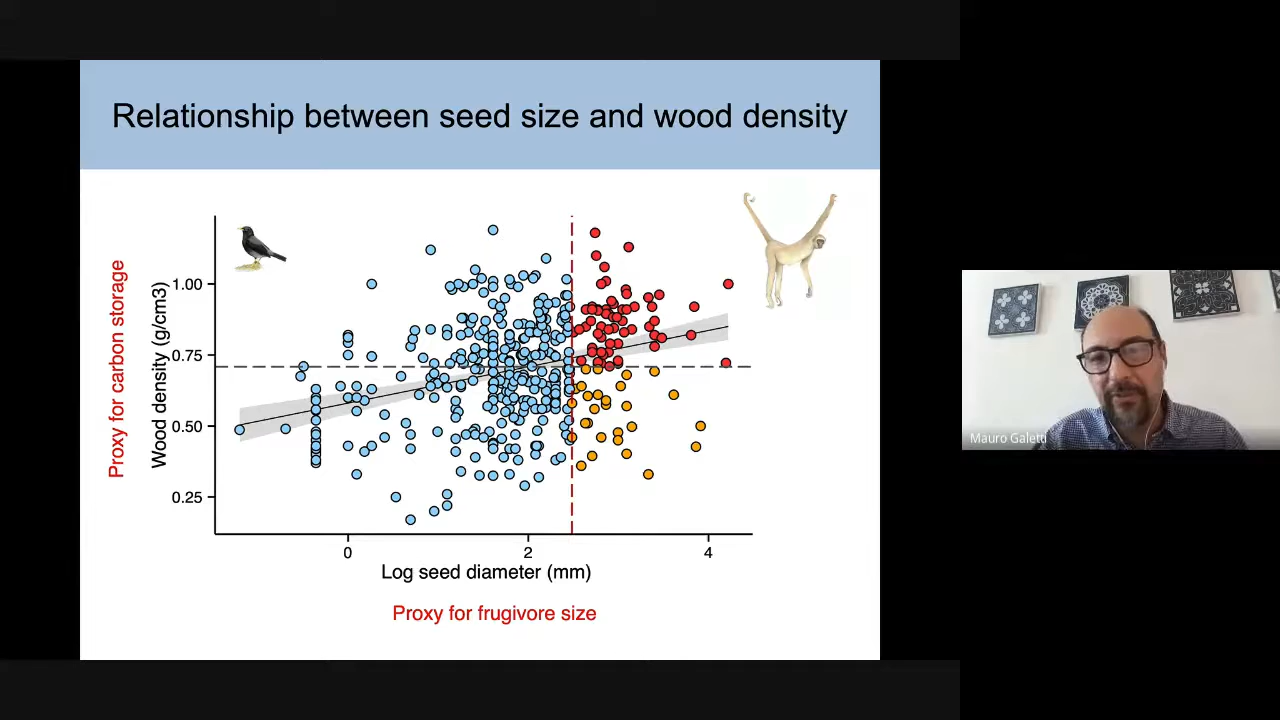 Relationship between seed size and wood density
Proxy for carbon storage
Wood density (g/cm3)
1.00
0.75
0.50
0.25
0
2
4
Log seed diameter (mm)
Proxy for frugivore size
Mauro Galetti